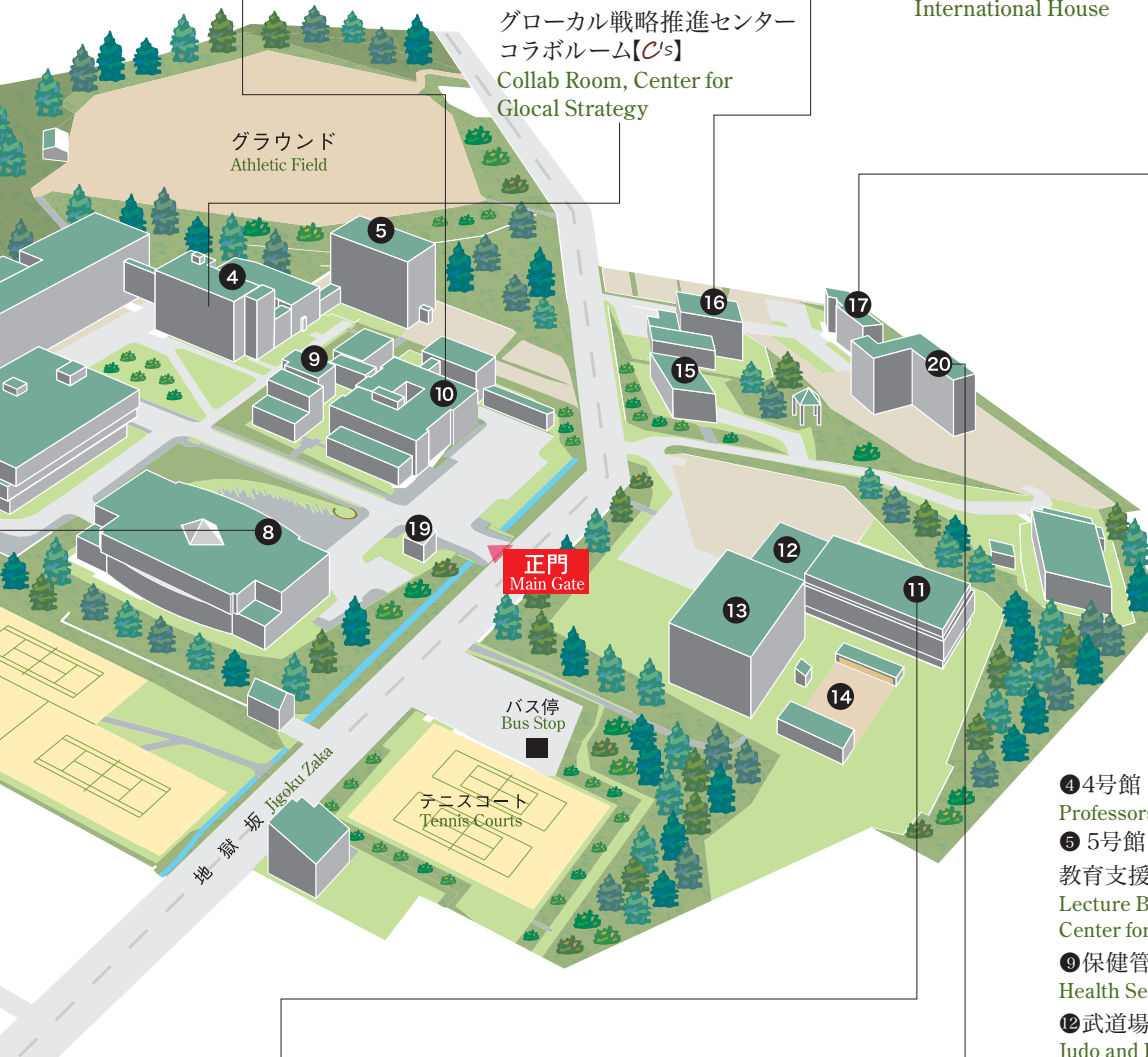 グローカル戦略推進センター
コラボルーム【C's】
Collab Room, Center for
Glocal Strategy
International House
グラウンド
Athletic Field
5
4
16
17
9
15
20
10
8
19
正門
Main Gate
12
11
13
14
バス停
Bus Stop
テニスコート
Tennis Courts
地獄坂 Jigoku Zaka
❹4号館
Professors
❺ 5号館
教育支援
Lecture B
Center for
❾保健管
Health Se
⓬武道場
Judo and